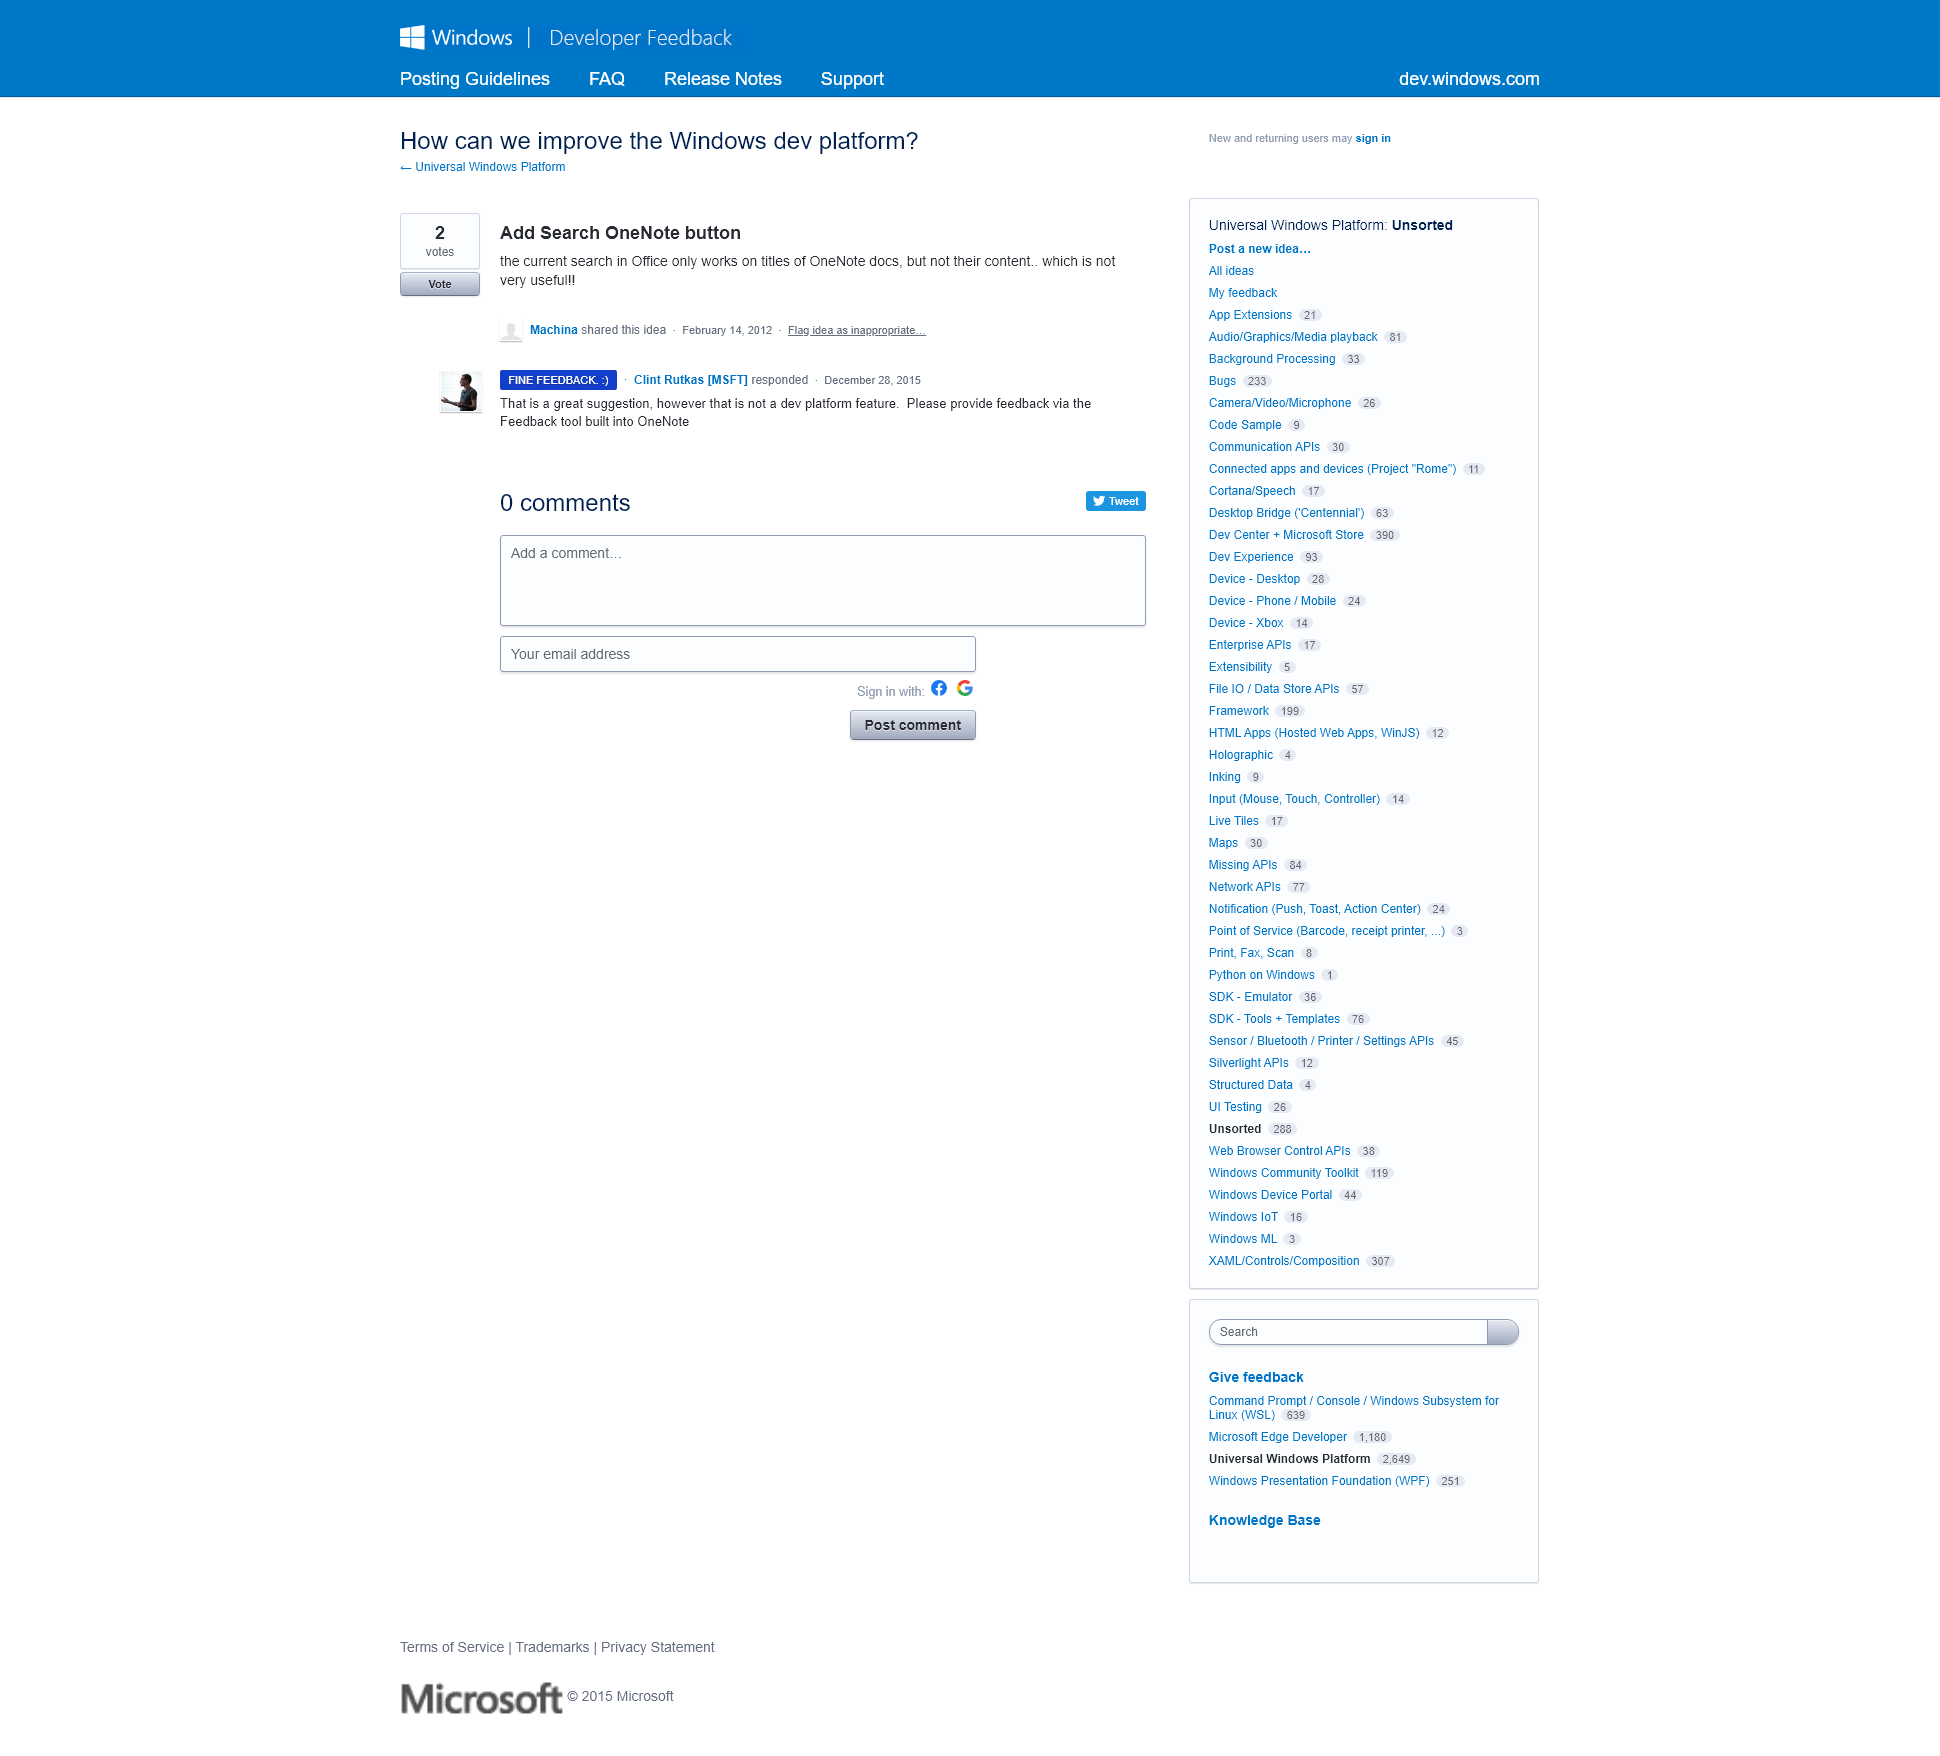 Windows | Developer Feedback
Posting Guidelines FAQ Release Notes Support dev.windows.com
How can we improve the Windows dev platform?
← Universal Windows Platform
New and returning users may sign in
2
votes
Vote
Add Search OneNote button
the current search in Office only works on titles of OneNote docs, but not their content.. which is not
very useful!!
Machina shared this idea · February 14, 2012 · Flag idea as inappropriate…
FINE FEEDBACK. :) · Clint Rutkas [MSFT] responded · December 28, 2015
That is a great suggestion, however that is not a dev platform feature. Please provide feedback via the
Feedback tool built into OneNote
0 comments
Tweet
Add a comment…
Your email address
Sign in with:
Post comment
Universal Windows Platform: Unsorted
Post a new idea…
All ideas
My feedback
App Extensions 21
Audio/Graphics/Media playback 81
Background Processing 33
Bugs 233
Camera/Video/Microphone 26
Code Sample 9
Communication APIs 30
Connected apps and devices (Project "Rome") 11
Cortana/Speech 17
Desktop Bridge ('Centennial') 63
Dev Center + Microsoft Store 390
Dev Experience 93
Device - Desktop 28
Device - Phone / Mobile 24
Device - Xbox 14
Enterprise APIs 17
Extensibility 5
File IO / Data Store APIs 57
Framework 199
HTML Apps (Hosted Web Apps, WinJS) 12
Holographic 4
Inking 9
Input (Mouse, Touch, Controller) 14
Live Tiles 17
Maps 30
Missing APIs 84
Network APIs 77
Notification (Push, Toast, Action Center) 24
Point of Service (Barcode, receipt printer, ...) 3
Print, Fax, Scan 8
Python on Windows 1
SDK - Emulator 36
SDK - Tools + Templates 76
Sensor / Bluetooth / Printer / Settings APIs 45
Silverlight APIs 12
Structured Data 4
UI Testing 26
Unsorted 288
Web Browser Control APIs 38
Windows Community Toolkit 119
Windows Device Portal 44
Windows IoT 16
Windows ML 3
XAML/Controls/Composition 307
Search
Give feedback
Command Prompt / Console / Windows Subsystem for
Linux (WSL) 639
Microsoft Edge Developer 1,180
Universal Windows Platform 2,649
Windows Presentation Foundation (WPF) 251
Knowledge Base
Terms of Service | Trademarks | Privacy Statement
Microsoft © 2015 Microsoft